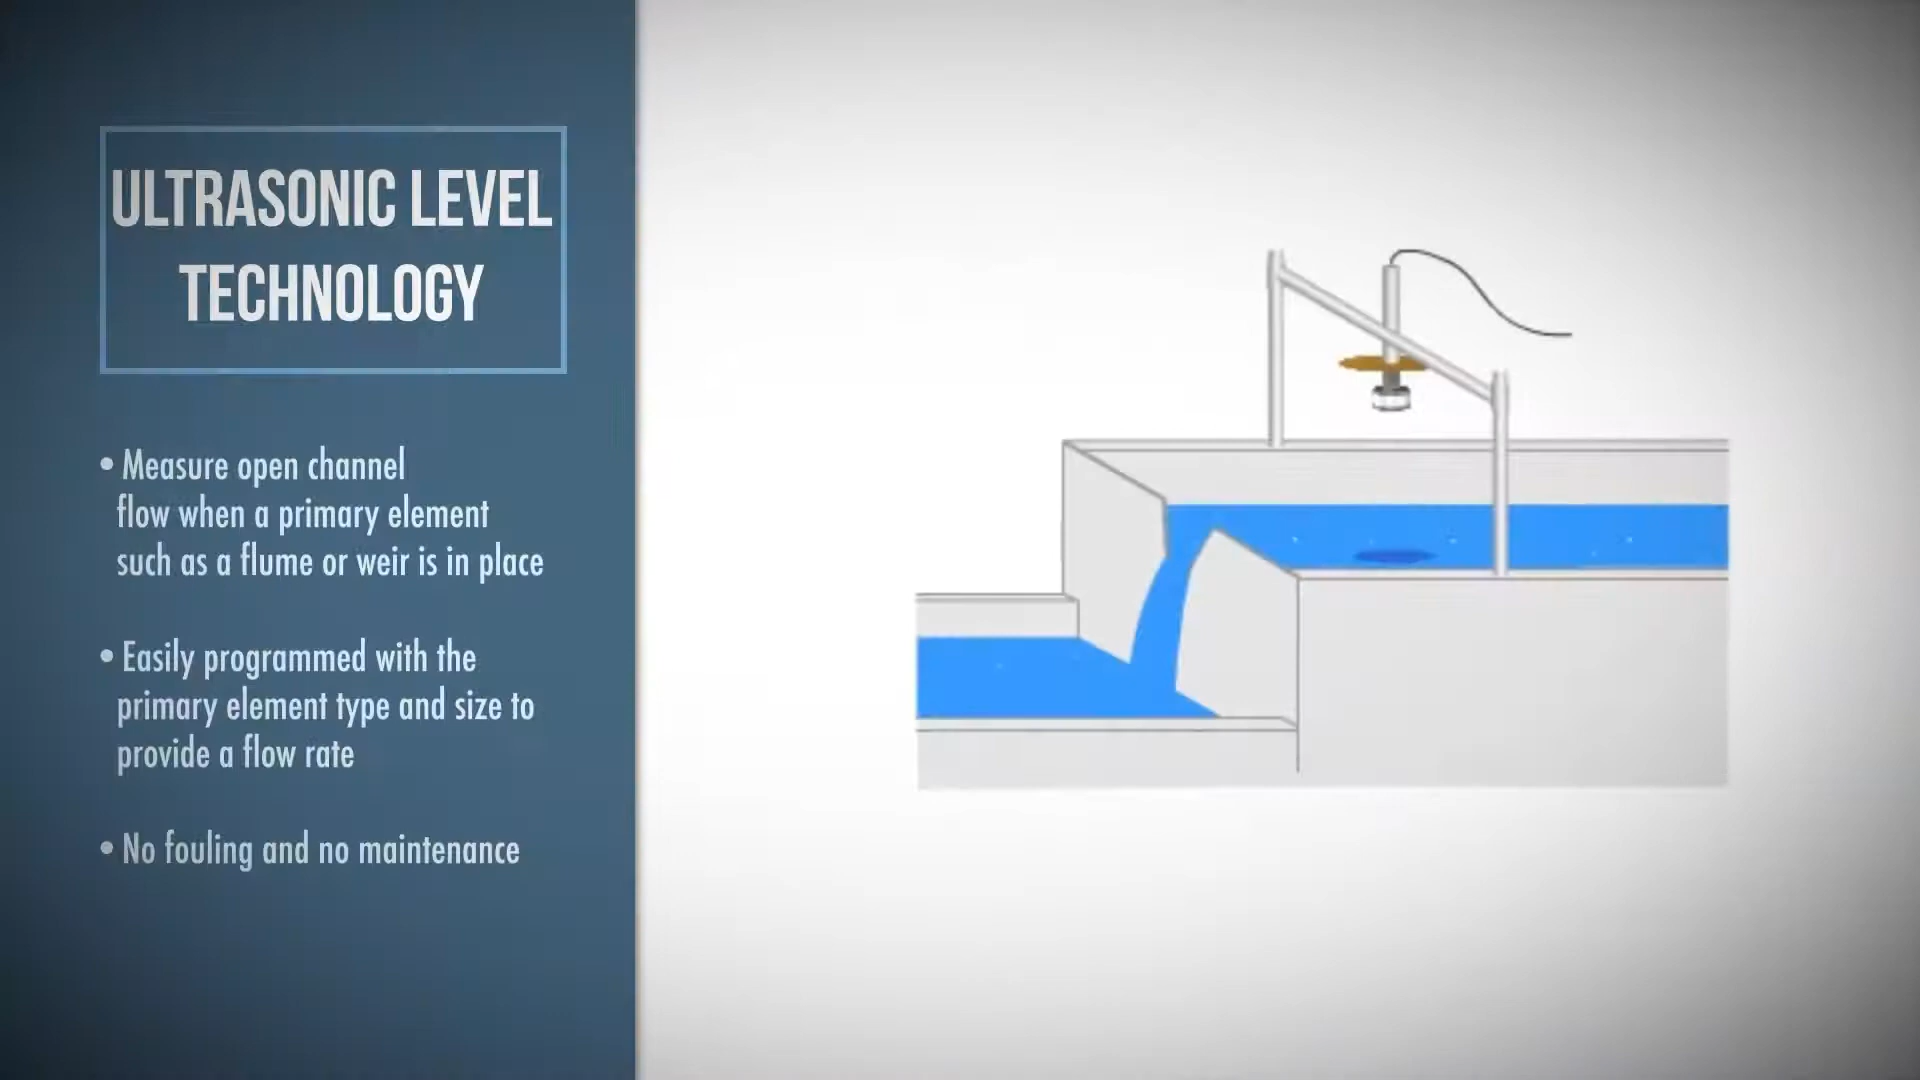 ULTRASONIC LEVEL
TECHNOLOGY
• Measure open channel
flow when a primary element
such as a flume or weir is in place
• Easily programmed with the
primary element type and size to
provide a flow rate
• No fouling and no maintenance